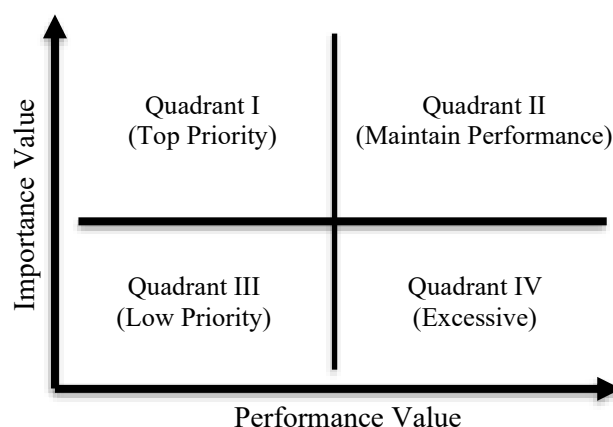 Importance Value
Quadrant I
(Top Priority)
Quadrant II
(Maintain Performance)
Quadrant III
(Low Priority)
Quadrant IV
(Excessive)
Performance Value